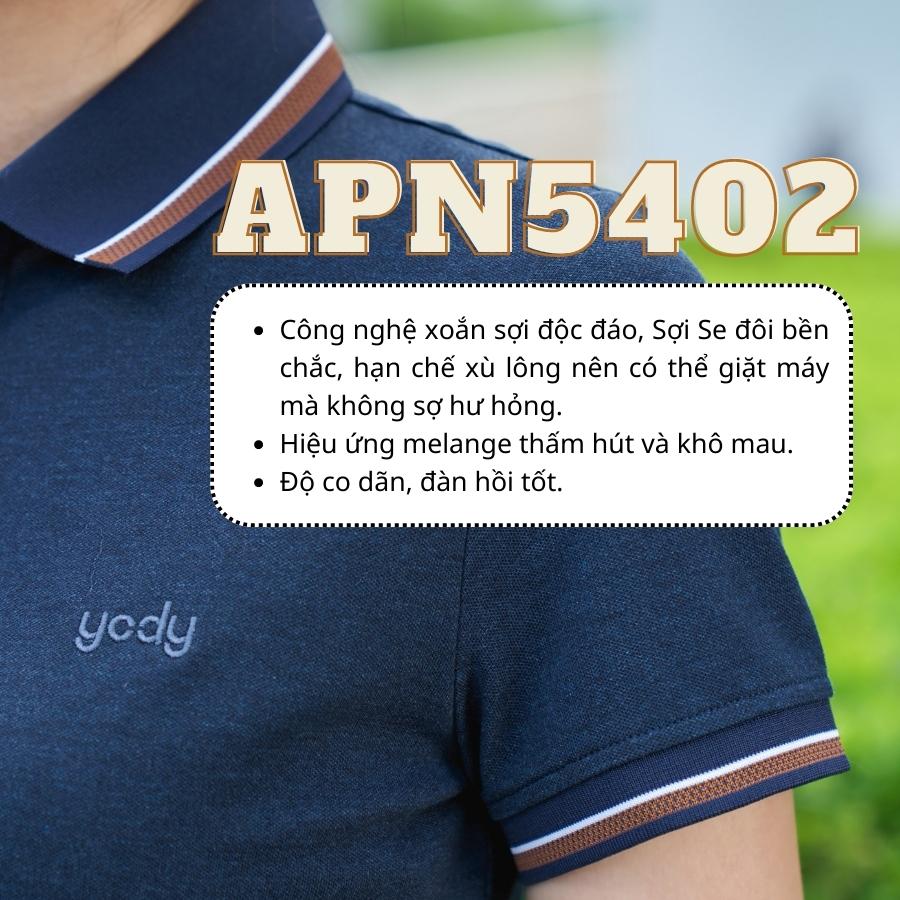 APN5402
• Công nghệ xoắn sợi độc đáo, Sợi Se đôi bền
chắc, hạn chế xù lông nên có thể giặt máy
mà không sợ hư hỏng.
• Hiệu ứng melange thấm hút và khô mau.
• Độ co dãn, đàn hồi tốt.
yody